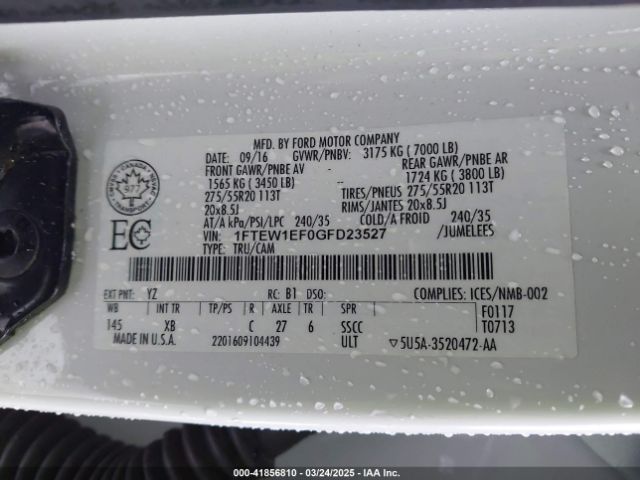 MFD. BY FORD MOTOR COMPANY
DATE: 09/16 GVWR/PNBV: 3175 KG ( 7000 LB)
FRONT GAWR/PNBE AV REAR GAWR/PNBE AR
1565 KG ( 3450 LB) 1724 KG ( 3800 LB)
275/55R20 113T TIRES/PNEUS 275/55R20 113T
20x8.5J RIMS/JANTES 20x8.5J
AT/A kPa/PSI/LPC 240/35 COLD/A FROID 240/35
VIN: 1FTEW1EF0GFD23527 /JUMELEES
TYPE: TRU/CAM
CANADA
977
TRANSPORT
EC
EXT PNT: YZ RC: B1 DSO: COMPLIES: ICES/NMB-002
WB INT TR TP/PS R AXLE TR SPR F0117
145 XB C 27 6 SSCC T0713
MADE IN U.S.A. 2201609104439 ULT ▽5U5A-3520472-AA
000-41856810 / 03/24/2025 / IAA Inc.